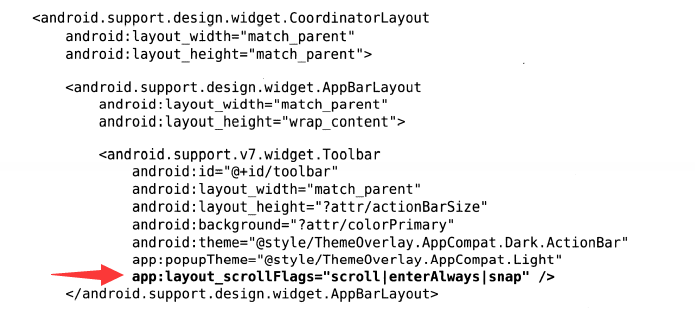 <android.support.design.widget.CoordinatorLayout
android:layout_width="match_parent"
android:layout_height="match_parent">
<android.support.design.widget.AppBarLayout
android:layout_width="match_parent"
android:layout_height="wrap_content">
<android.support.v7.widget.Toolbar
android:id="@+id/toolbar"
android:layout_width="match_parent"
android:layout_height="?attr/actionBarSize"
android:background="?attr/colorPrimary"
android:theme="@style/ThemeOverlay.AppCompat.Dark.ActionBar"
app:popupTheme="@style/ThemeOverlay.AppCompat.Light"
app:layout_scrollFlags="scroll|enterAlways|snap" />
</android.support.design.widget.AppBarLayout>